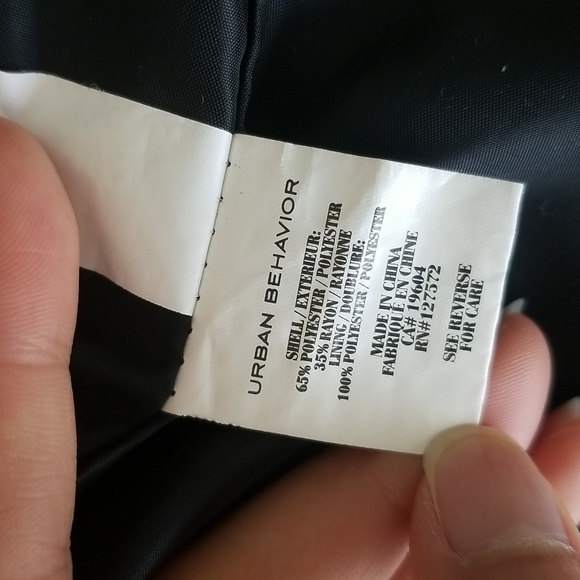 URBAN BEHAVIOR
SHELL / EXTERIEUR:
65% POLYESTER / POLYESTER
35% RAYON / RAYONNE
LINING / DOUBLURE:
100% POLYESTER / POLYESTER
MADE IN CHINA
FABRIQUE EN CHINE
CA# 19604
RN#127572
SEE REVERSE
FOR CARE